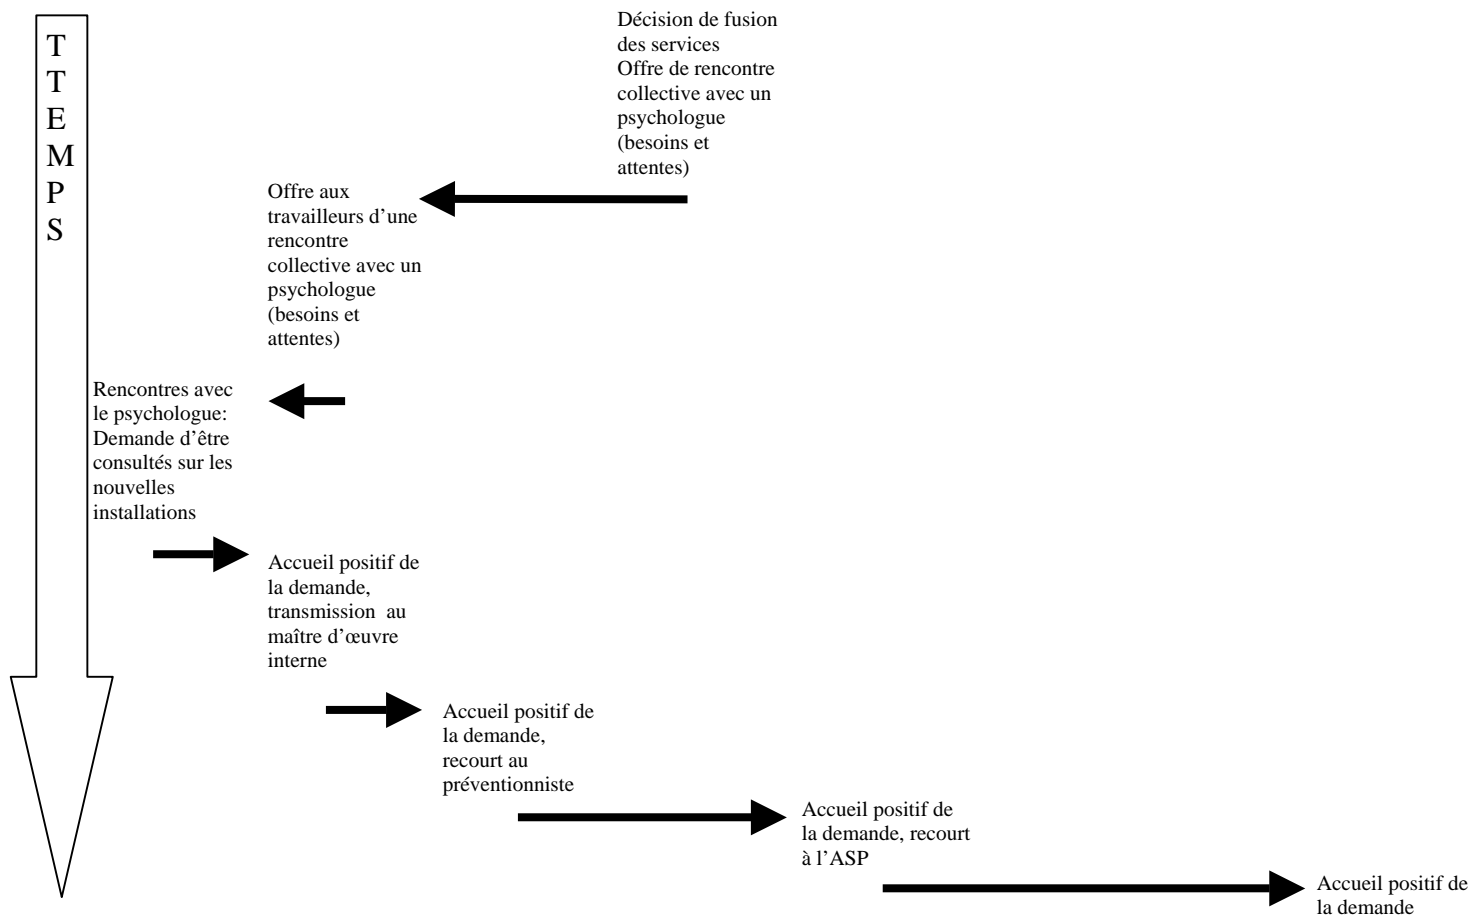 T
T
E
M
P
S
Décision de fusion
des services
Offre de rencontre
collective avec un
psychologue
(besoins et
attentes)
Offre aux
travailleurs d’une
rencontre
collective avec un
psychologue
(besoins et
attentes)
Rencontres avec
le psychologue:
Demande d’être
consultés sur les
nouvelles
installations
Accueil positif de
la demande,
transmission au
maître d’œuvre
interne
Accueil positif de
la demande,
recourt au
préventionniste
Accueil positif de
la demande, recourt
à l’ASP
Accueil positif de
la demande